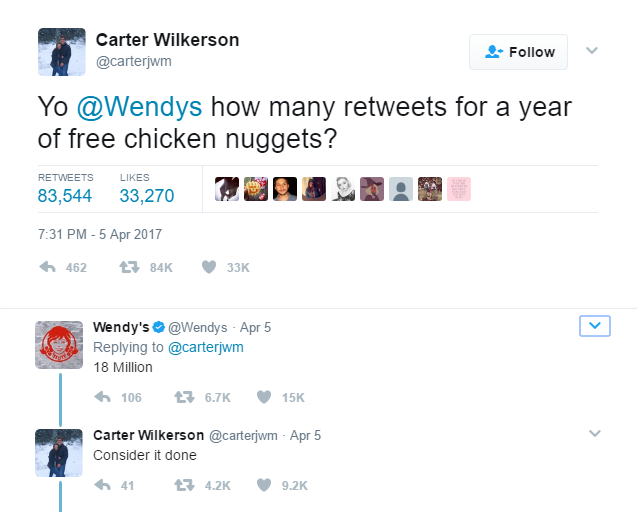 Carter Wilkerson
@carterjwm
Follow
Yo @Wendys how many retweets for a year
of free chicken nuggets?
RETWEETS LIKES
83,544 33,270
7:31 PM - 5 Apr 2017
462 84K 33K
Wendy's @Wendys · Apr 5
Replying to @carterjwm
18 Million
106 6.7K 15K
Carter Wilkerson @carterjwm · Apr 5
Consider it done
41 4.2K 9.2K